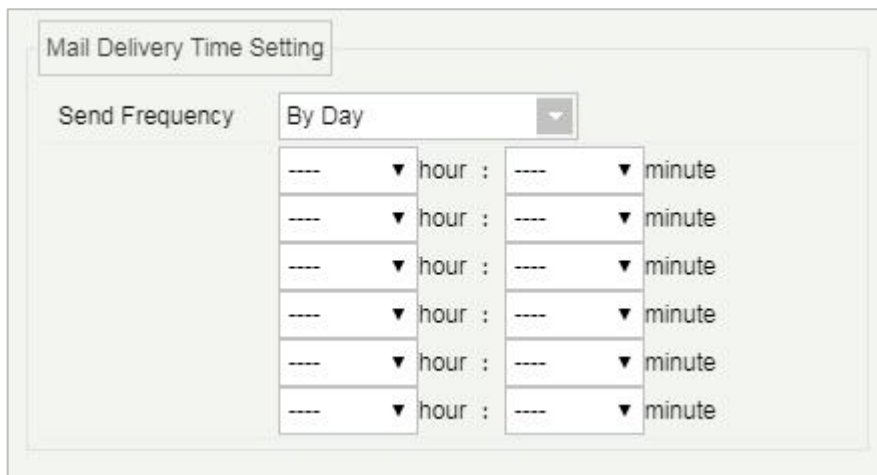 Mail Delivery Time Setting
Send Frequency By Day
---- hour : ---- minute
---- hour : ---- minute
---- hour : ---- minute
---- hour : ---- minute
---- hour : ---- minute
---- hour : ---- minute